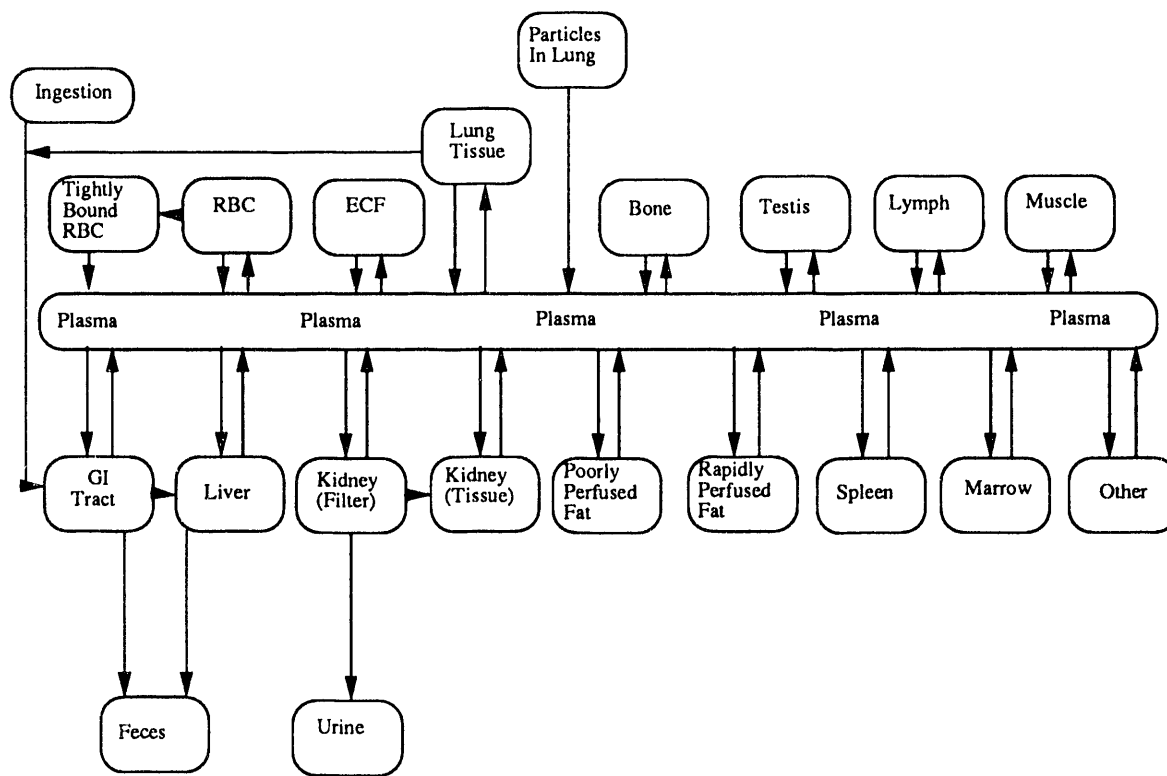 Particles
In Lung
Ingestion
Lung
Tissue
Tightly
Bound
RBC
RBC
ECF
Bone
Testis
Lymph
Muscle
Plasma
Plasma
Plasma
Plasma
Plasma
GI
Tract
Liver
Kidney
(Filter)
Kidney
(Tissue)
Poorly
Perfused
Fat
Rapidly
Perfused
Fat
Spleen
Marrow
Other
Feces
Urine